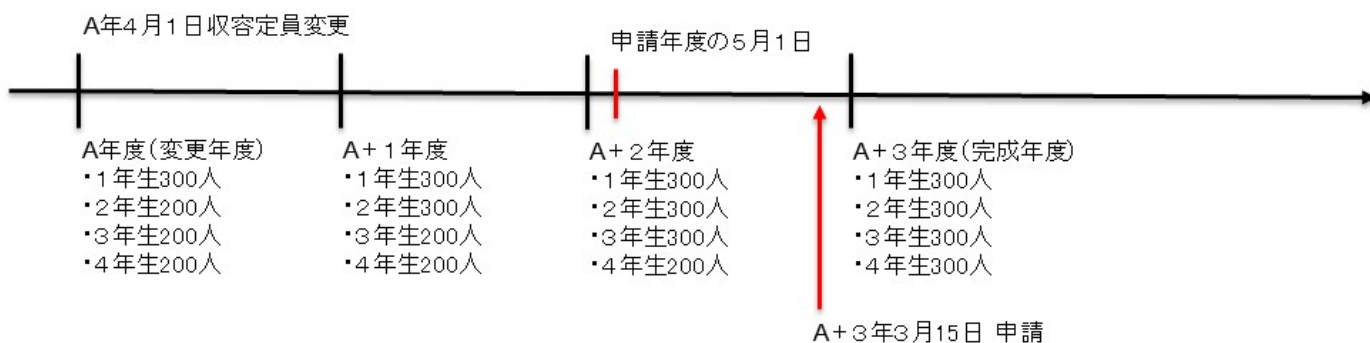 A年4月1日収容定員変更
申請年度の5月1日
A年度(変更年度)
・1年生300人
・2年生200人
・3年生200人
・4年生200人
A+1年度
・1年生300人
・2年生300人
・3年生200人
・4年生200人
A+2年度
・1年生300人
・2年生300人
・3年生300人
・4年生200人
A+3年度(完成年度)
・1年生300人
・2年生300人
・3年生300人
・4年生300人
A+3年3月15日 申請